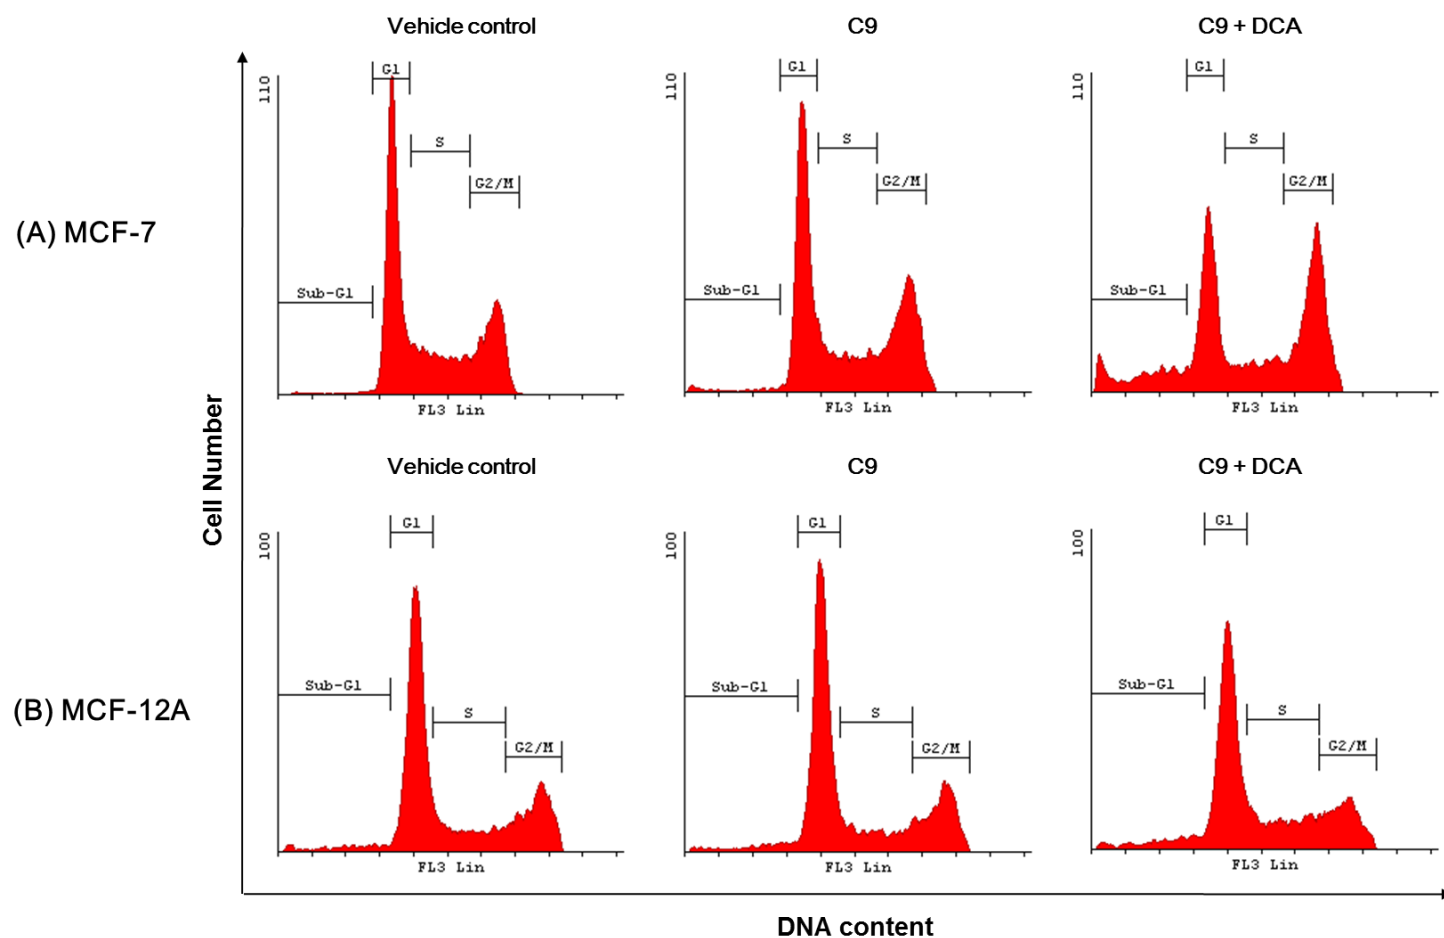 Vehicle control
C9
C9 + DCA
(A) MCF-7
110
G1
S
G2/M
Sub-G1
FL3 Lin
110
G1
S
G2/M
Sub-G1
FL3 Lin
110
G1
S
G2/M
Sub-G1
FL3 Lin
Cell Number
Vehicle control
C9
C9 + DCA
(B) MCF-12A
100
G1
Sub-G1
S
G2/M
FL3 Lin
100
G1
Sub-G1
S
G2/M
FL3 Lin
100
G1
Sub-G1
S
G2/M
FL3 Lin
DNA content